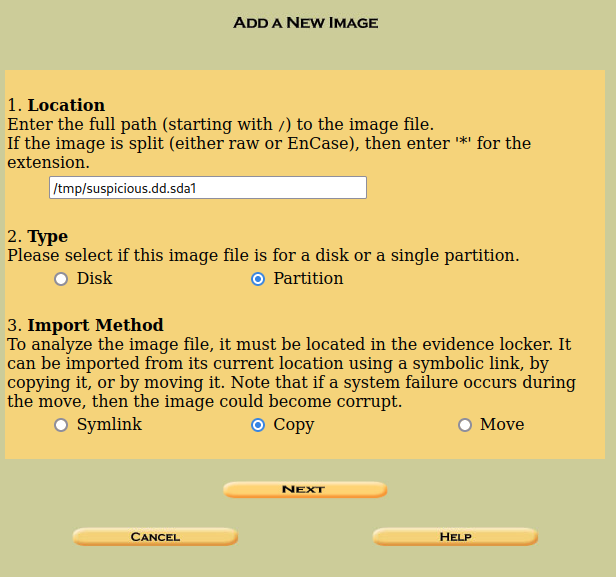 ADD A NEW IMAGE
1. Location
Enter the full path (starting with /) to the image file.
If the image is split (either raw or EnCase), then enter '*' for the
extension.
/tmp/suspicious.dd.sda1
2. Type
Please select if this image file is for a disk or a single partition.
Disk Partition
3. Import Method
To analyze the image file, it must be located in the evidence locker. It
can be imported from its current location using a symbolic link, by
copying it, or by moving it. Note that if a system failure occurs during
the move, then the image could become corrupt.
Symlink Copy Move
NEXT
CANCEL HELP